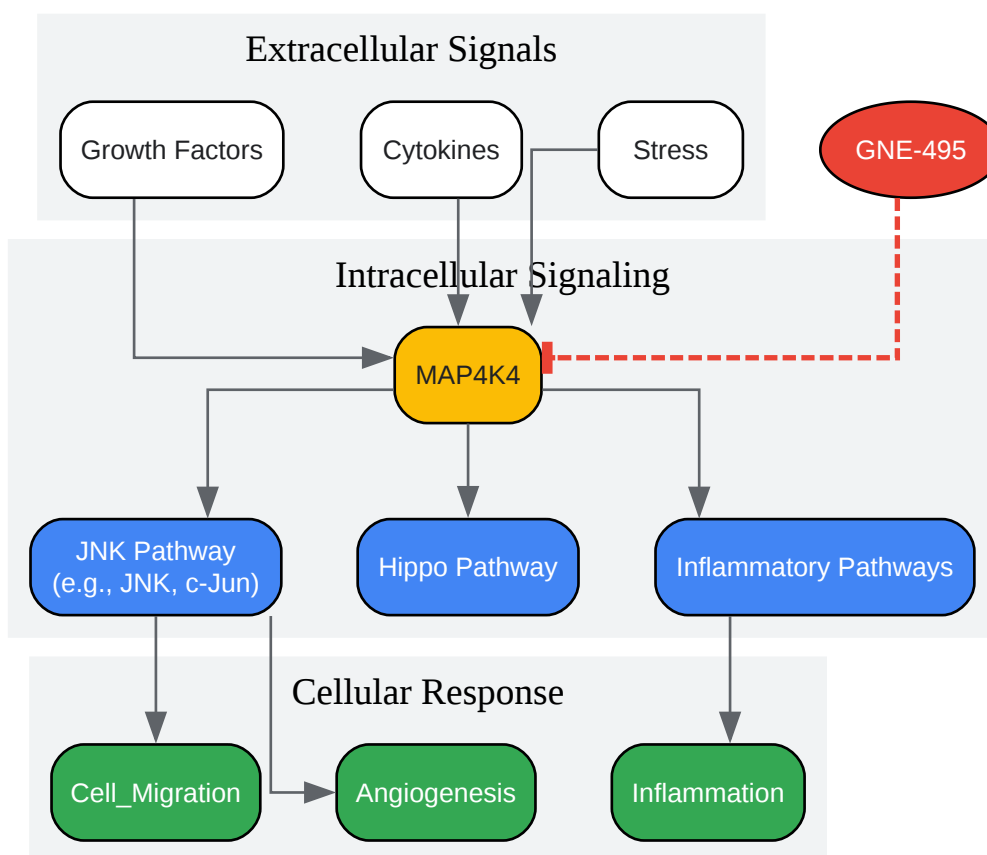 Extracellular Signals
Growth Factors
Cytokines
Stress
GNE-495
Intracellular Signaling
MAP4K4
JNK Pathway
(e.g., JNK, c-Jun)
Hippo Pathway
Inflammatory Pathways
Cellular Response
Cell_Migration
Angiogenesis
Inflammation